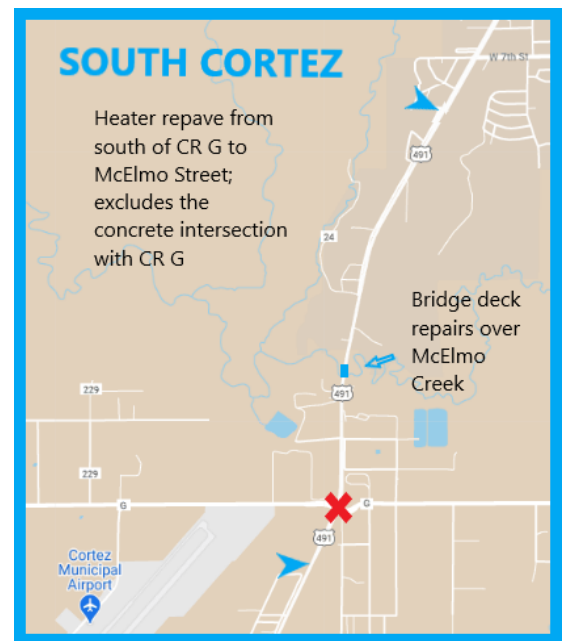 SOUTH CORTEZ
W 7th St
Heater repave from
south of CR G to
McElmo Street;
excludes the
concrete intersection
with CR G
491
24
Bridge deck
repairs over
McElmo
Creek
491
229
229
G
G
491
Cortez
Municipal
Airport